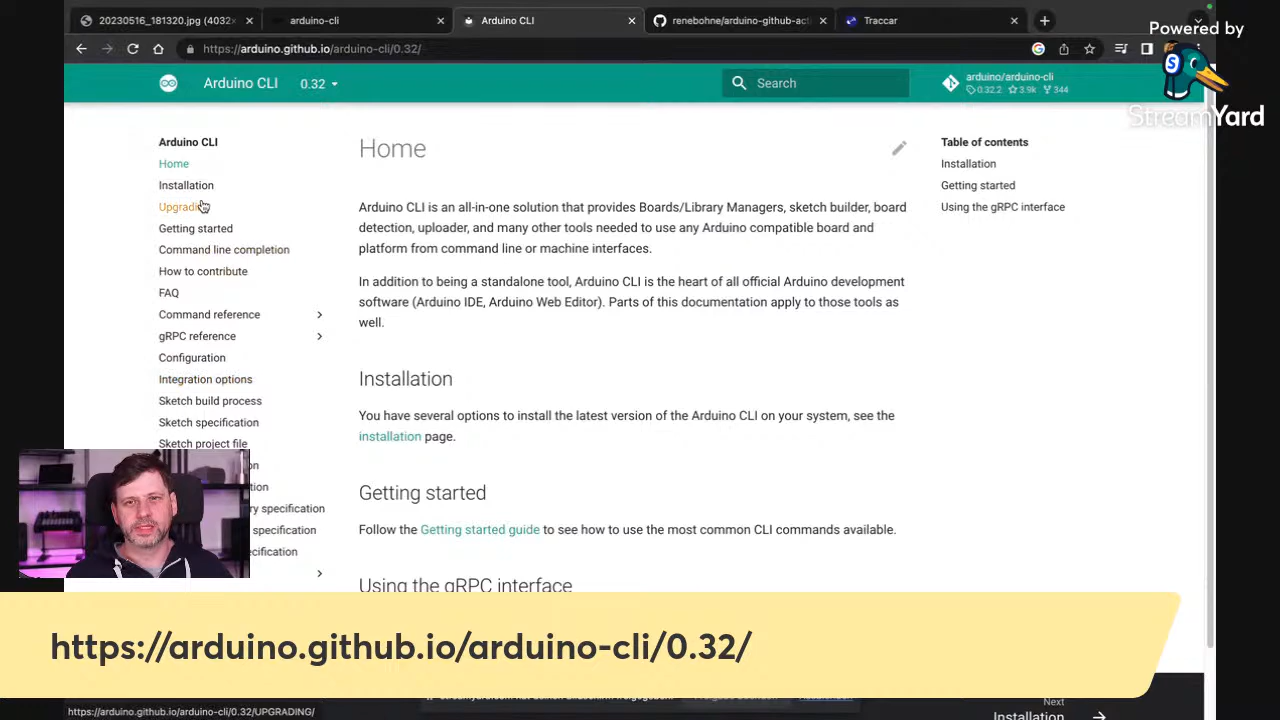 20230516_181320.jpg (4032×
arduino-cli
Arduino CLI
renebohne/arduino-github-act
Traccar
Powered by
StreamYard
https://arduino.github.io/arduino-cli/0.32/
Arduino CLI
0.32
Search
arduino/arduino-cli
0.32.2 3.9k 344
Arduino CLI
Home
Installation
Upgrading
Getting started
Command line completion
How to contribute
FAQ
Command reference
gRPC reference
Configuration
Integration options
Sketch build process
Sketch specification
Sketch project file
specification
specification
Home
Arduino CLI is an all-in-one solution that provides Boards/Library Managers, sketch builder, board
detection, uploader, and many other tools needed to use any Arduino compatible board and
platform from command line or machine interfaces.
In addition to being a standalone tool, Arduino CLI is the heart of all official Arduino development
software (Arduino IDE, Arduino Web Editor). Parts of this documentation apply to those tools as
well.
Installation
You have several options to install the latest version of the Arduino CLI on your system, see the
installation page.
Getting started
Follow the Getting started guide to see how to use the most common CLI commands available.
Using the gRPC interface
Table of contents
Installation
Getting started
Using the gRPC interface
https://arduino.github.io/arduino-cli/0.32/
Next
Installation
https://arduino.github.io/arduino-cli/0.32/UPGRADING/